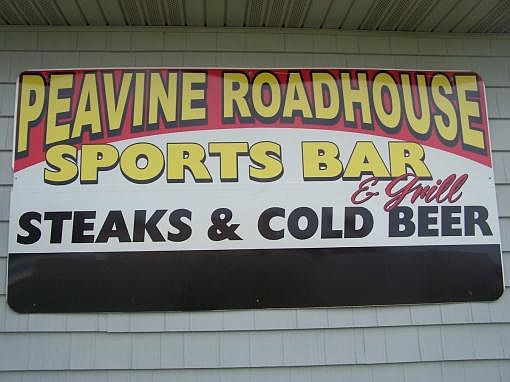 PEAVINE ROADHOUSE
SPORTS BAR
& Grill
STEAKS & COLD BEER